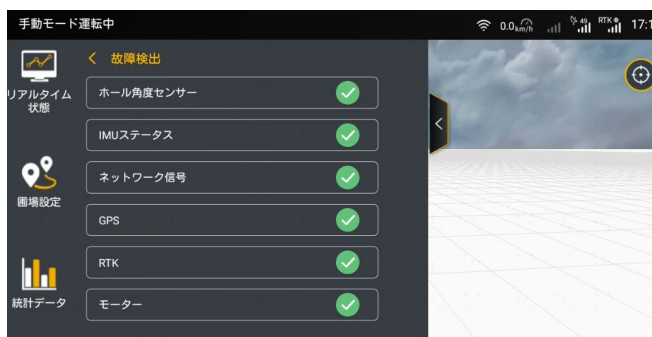 手動モード運転中
0.0km/h
49
RTK
17:1
リアルタイム
状態
圃場設定
統計データ
故障検出
ホール角度センサー
IMUステータス
ネットワーク信号
GPS
RTK
モーター